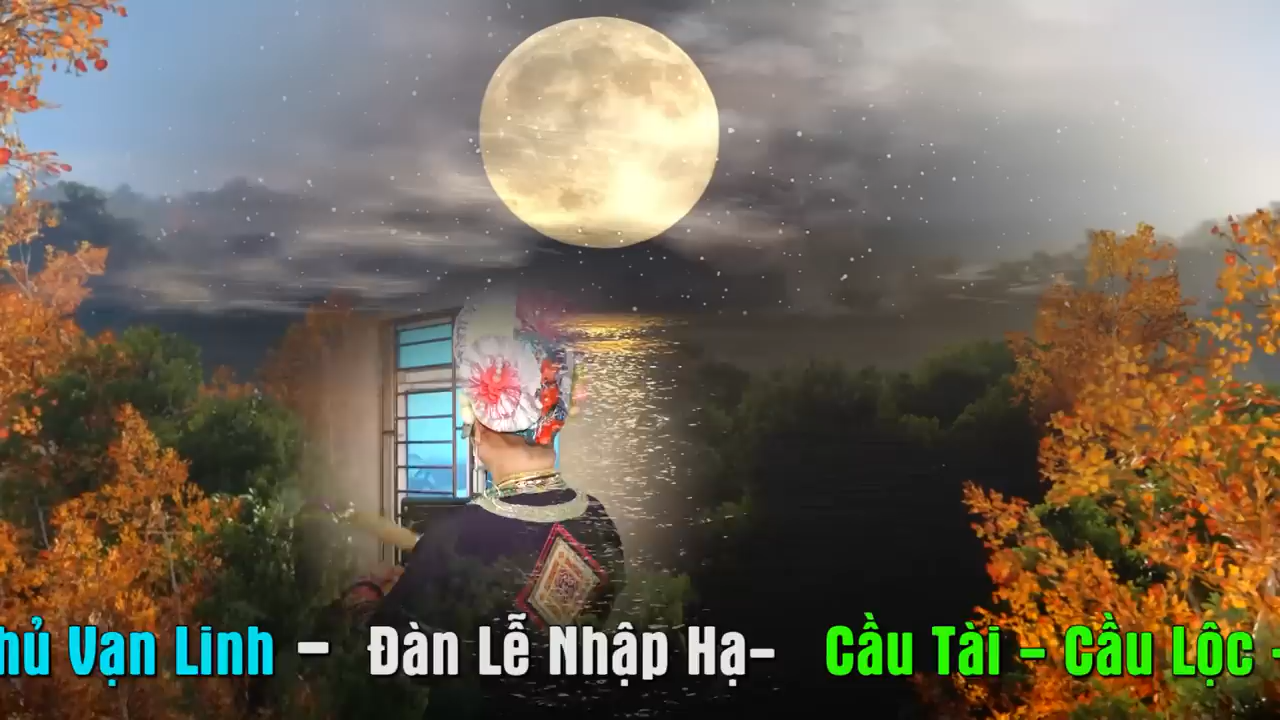 Vạn Linh - Đàn Lễ Nhập Hạ- Cầu Tài - Cầu Lộc -